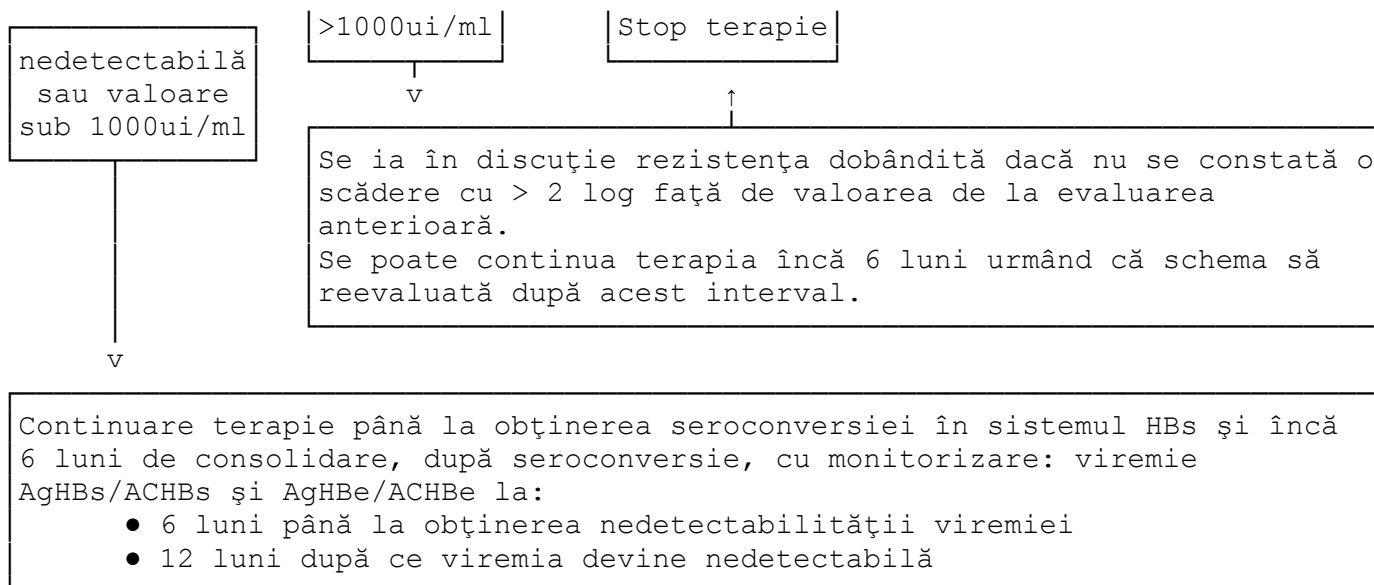 >1000ui/ml
Stop terapie
nedetectabilă
sau valoare
sub 1000ui/ml
v
↑
Se ia în discuţie rezistenţa dobândită dacă nu se constată o
scădere cu > 2 log faţă de valoarea de la evaluarea
anterioară.
Se poate continua terapia încă 6 luni urmând că schema să
reevaluată după acest interval.
v
Continuare terapie până la obţinerea seroconversiei în sistemul HBs şi încă
6 luni de consolidare, după seroconversie, cu monitorizare: viremie
AgHBs/ACHBs şi AgHBe/ACHBe la:
● 6 luni până la obţinerea nedetectabilităţii viremiei
● 12 luni după ce viremia devine nedetectabilă